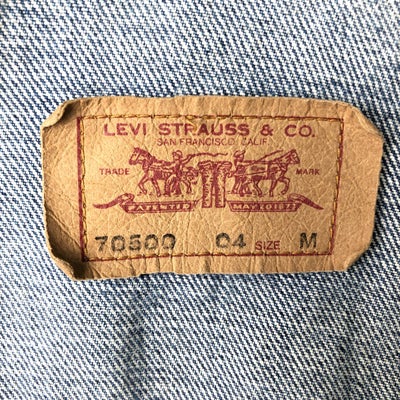 LEVI STRAUSS & CO.
SAN FRANCISCO CALIF.
TRADE MARK
PATENTED MAY 20 1873
70500 04 SIZE M